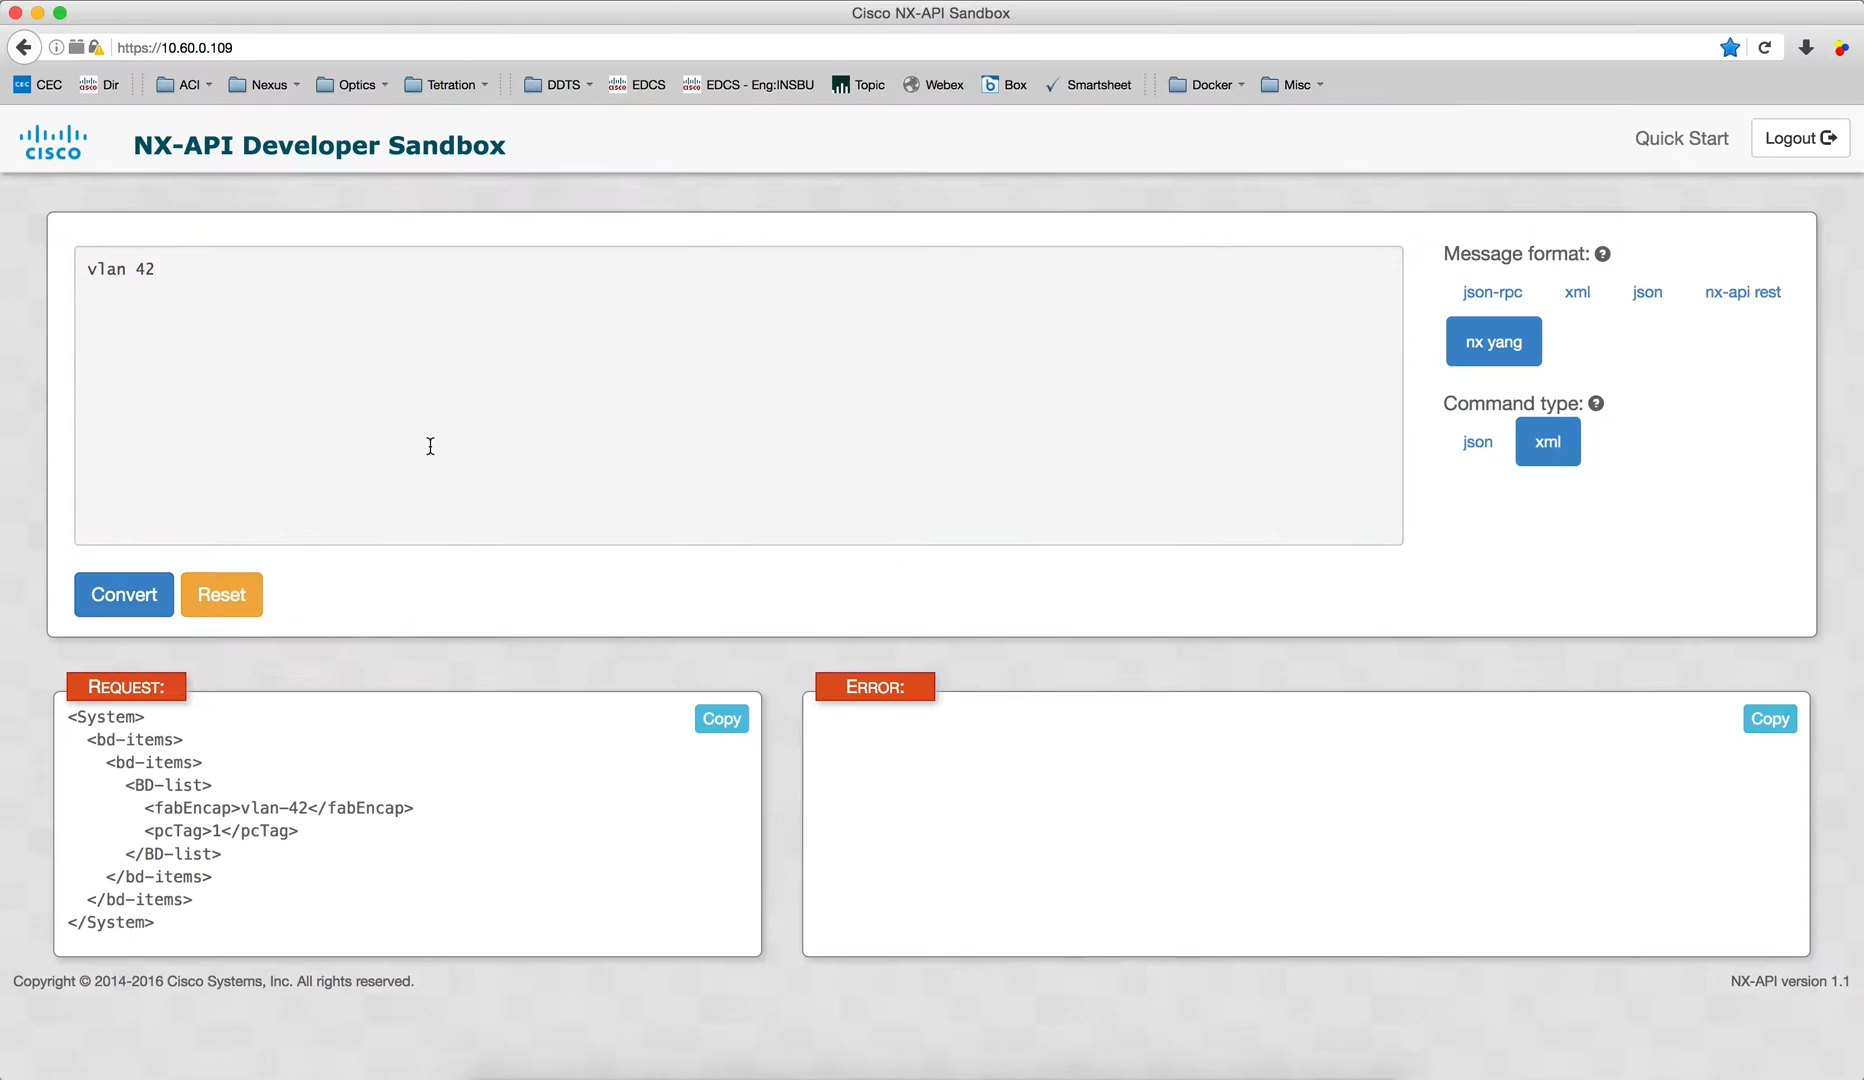 Cisco NX-API Sandbox
https://10.60.0.109
CEC CEC Dir ACI Nexus Optics Tetration DDTS EDCS EDCS - Eng:INSBU Topic Webex Box Smartsheet Docker Misc
CISCO NX-API Developer Sandbox Quick Start Logout
vlan 42
Message format:
json-rpc xml json nx-api rest
nx yang
Command type:
json xml
Convert Reset
REQUEST:
Copy
<System>
  <bd-items>
    <bd-items>
      <BD-list>
        <fabEncap>vlan-42</fabEncap>
        <pcTag>1</pcTag>
      </BD-list>
    </bd-items>
  </bd-items>
</System>
ERROR:
Copy
Copyright © 2014-2016 Cisco Systems, Inc. All rights reserved. NX-API version 1.1